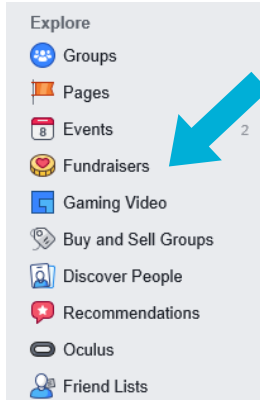 Explore
Groups
Pages
8 Events 2
Fundraisers
Gaming Video
Buy and Sell Groups
Discover People
Recommendations
Oculus
Friend Lists